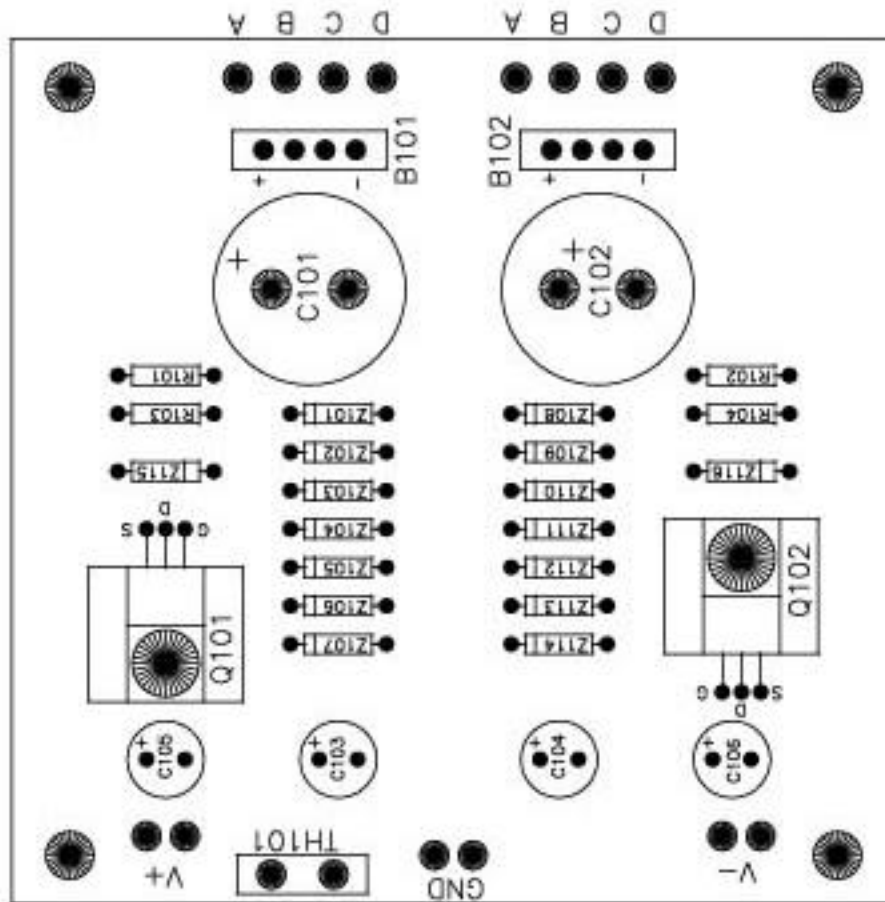 A B C D A B C D
B101 B102
+ - + -
+ C101 + C102
R101 R102
R103 Z101 Z108 R104
Z102 Z109
Z115 Z103 Z110 Z116
D
S G Z104 Z111
Z105 Z112 Q102
Q101 Z106 Z113
Z107 Z114
G S
D
+ C105 + C103 + C104 + C106
TH101
V+ GND V-